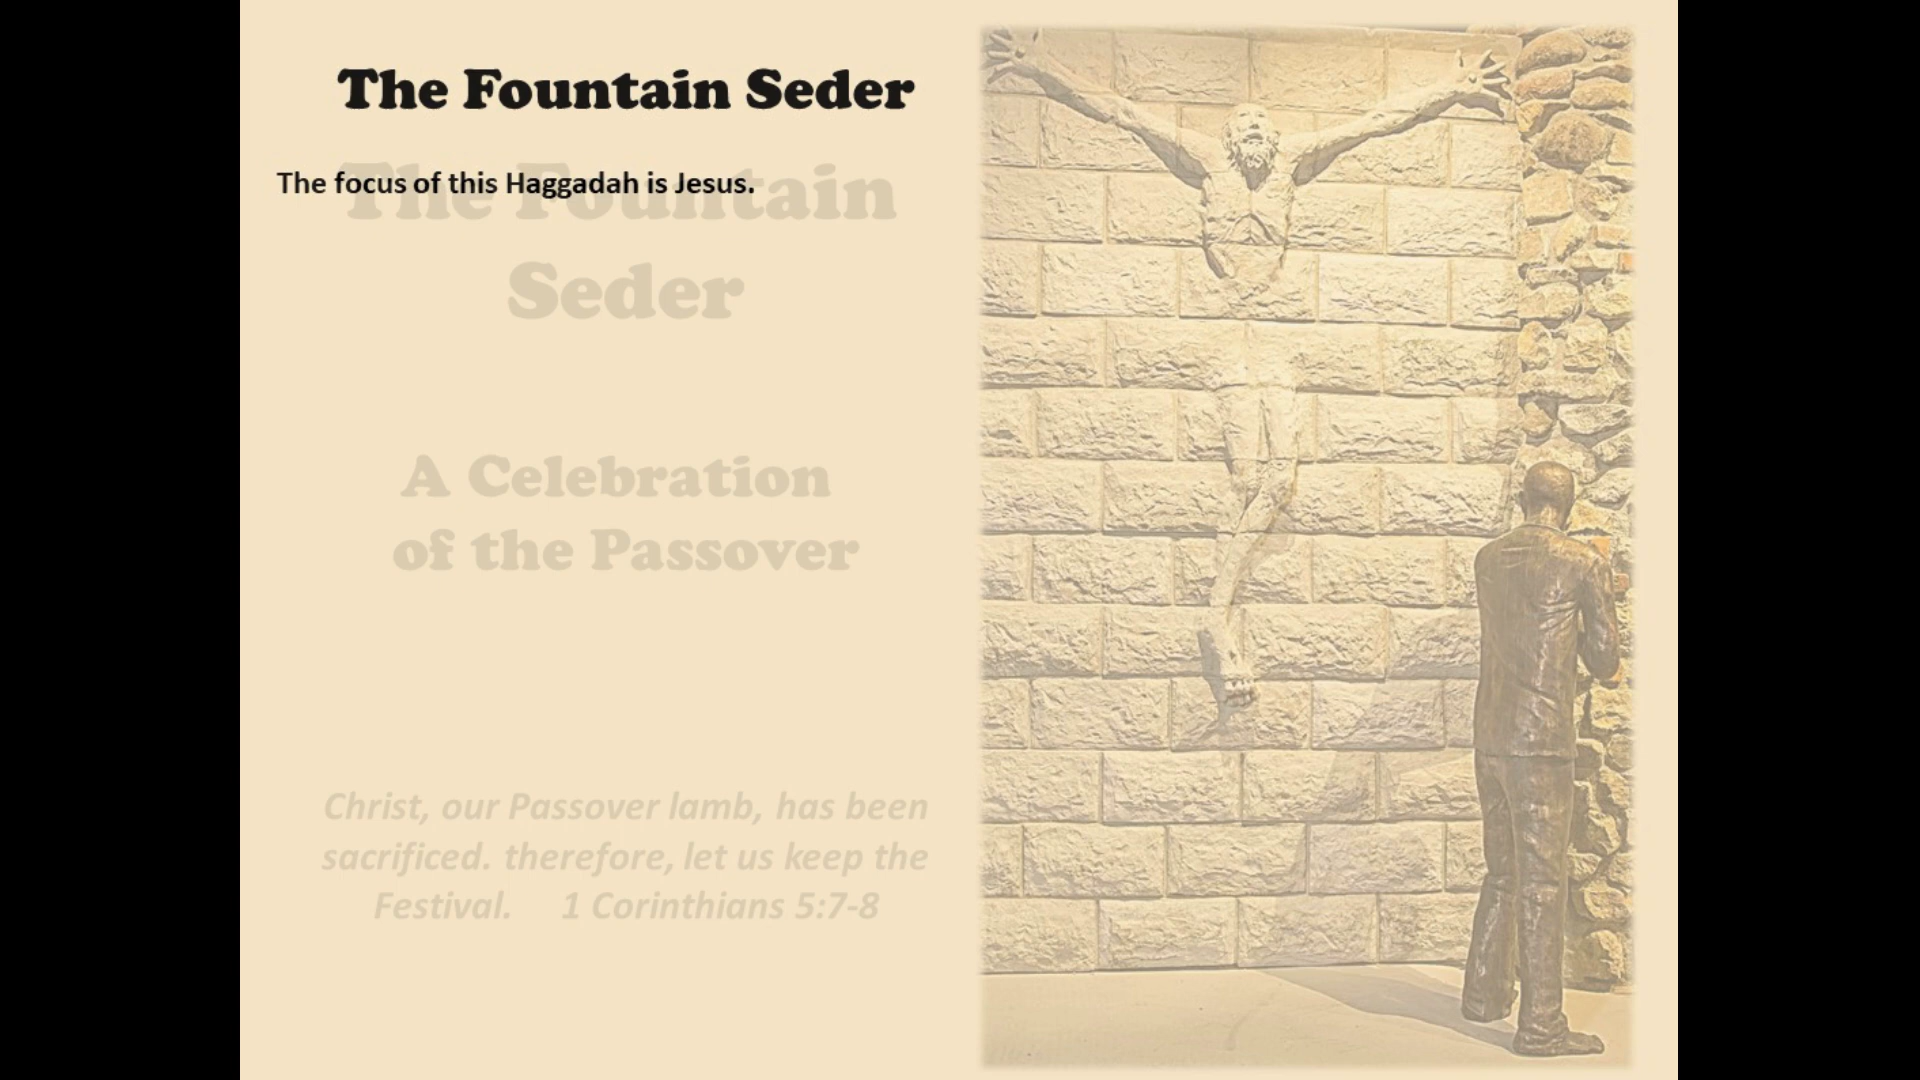 The Fountain Seder
The focus of this Haggadah is Jesus.
The Fountain
Seder
A Celebration
of the Passover
Christ, our Passover lamb, has been
sacrificed. therefore, let us keep the
Festival. 1 Corinthians 5:7-8